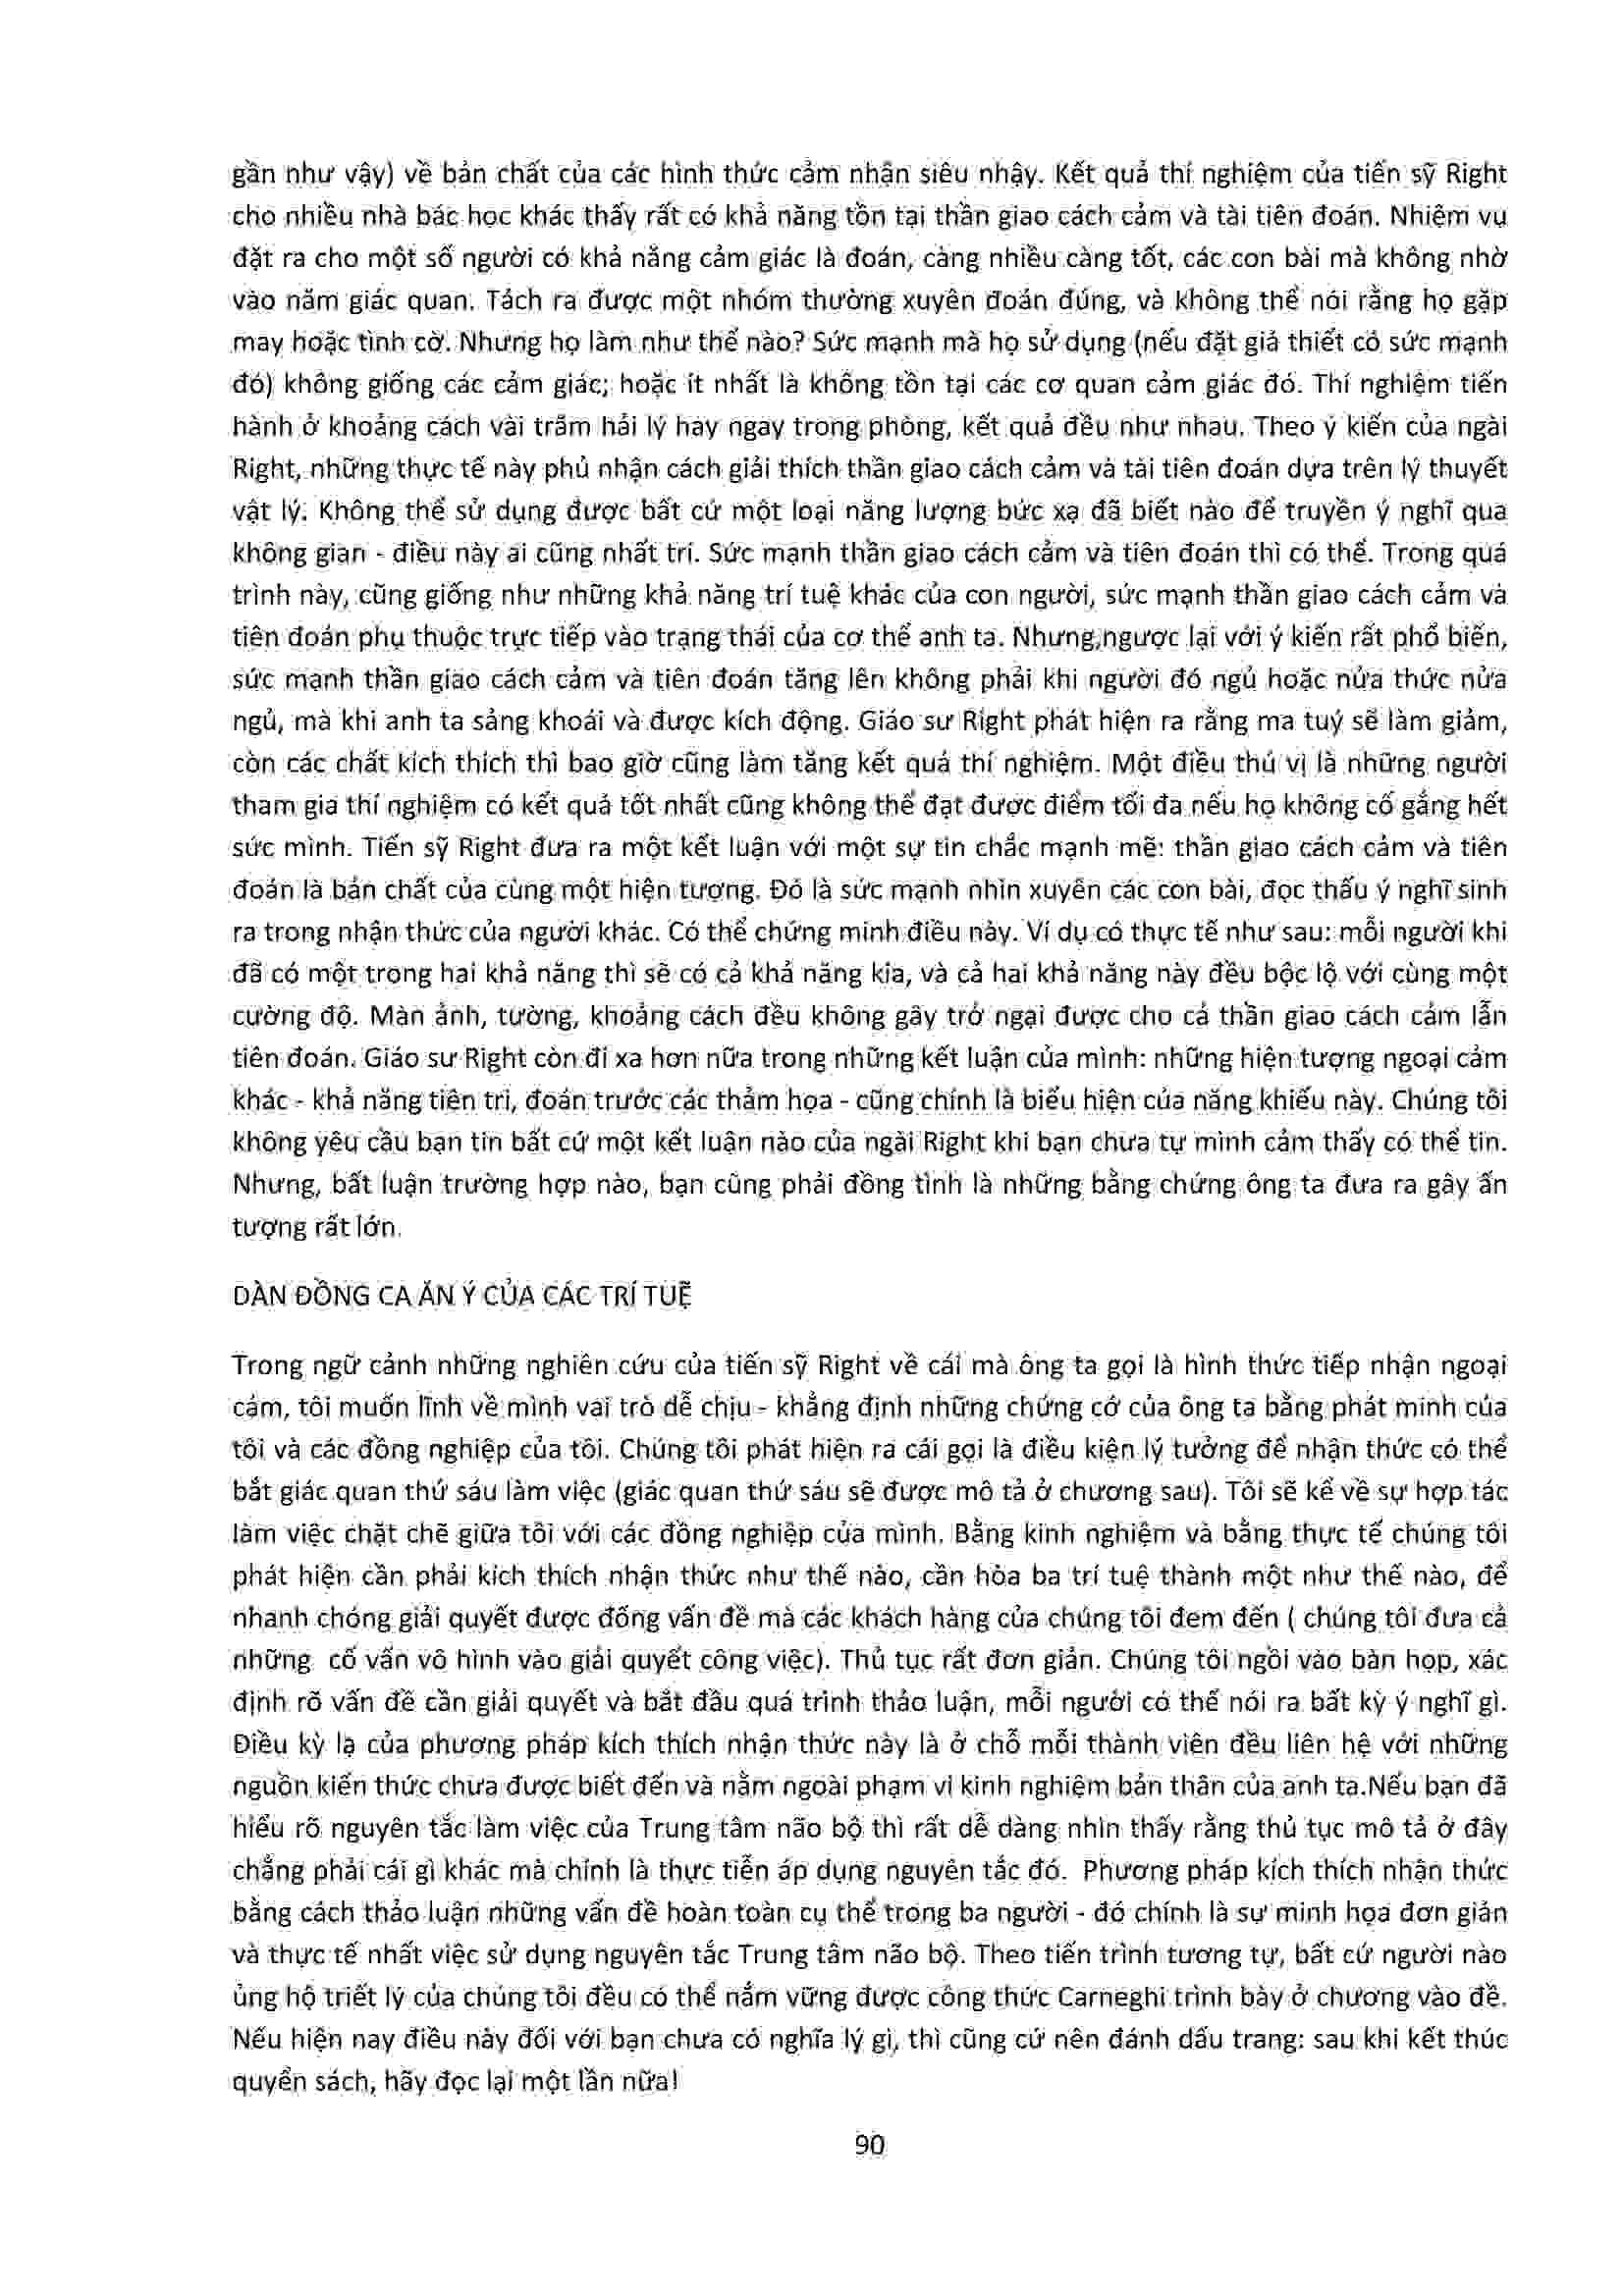 gần như vậy) về bản chất của các hình thức cảm nhận siêu nhậy. Kết quả thí nghiệm của tiến sỹ Right
cho nhiều nhà bác học khác thấy rất có khả năng tồn tại thần giao cách cảm và tài tiên đoán. Nhiệm vụ
đặt ra cho một số người có khả năng cảm giác là đoán, càng nhiều càng tốt, các con bài mà không nhờ
vào năm giác quan. Tách ra được một nhóm thường xuyên đoán đúng, và không thể nói rằng họ gặp
may hoặc tình cờ. Nhưng họ làm như thế nào? Sức mạnh mà họ sử dụng (nếu đặt giả thiết có sức mạnh
đó) không giống các cảm giác; hoặc ít nhất là không tồn tại các cơ quan cảm giác đó. Thí nghiệm tiến
hành ở khoảng cách vài trăm hải lý hay ngay trong phòng, kết quả đều như nhau. Theo ý kiến của ngài
Right, những thực tế này phủ nhận cách giải thích thần giao cách cảm và tài tiên đoán dựa trên lý thuyết
vật lý. Không thể sử dụng được bất cứ một loại năng lượng bức xạ đã biết nào để truyền ý nghĩ qua
không gian - điều này ai cũng nhất trí. Sức mạnh thần giao cách cảm và tiên đoán thì có thể. Trong quá
trình này, cũng giống như những khả năng trí tuệ khác của con người, sức mạnh thần giao cách cảm và
tiên đoán phụ thuộc trực tiếp vào trạng thái của cơ thể anh ta. Nhưng,ngược lại với ý kiến rất phổ biến,
sức mạnh thần giao cách cảm và tiên đoán tăng lên không phải khi người đó ngủ hoặc nửa thức nửa
ngủ, mà khi anh ta sảng khoái và được kích động. Giáo sư Right phát hiện ra rằng ma tuý sẽ làm giảm,
còn các chất kích thích thì bao giờ cũng làm tăng kết quả thí nghiệm. Một điều thú vị là những người
tham gia thí nghiệm có kết quả tốt nhất cũng không thể đạt được điểm tối đa nếu họ không cố gắng hết
sức mình. Tiến sỹ Right đưa ra một kết luận với một sự tin chắc mạnh mẽ: thần giao cách cảm và tiên
đoán là bản chất của cùng một hiện tượng. Đó là sức mạnh nhìn xuyên các con bài, đọc thấu ý nghĩ sinh
ra trong nhận thức của người khác. Có thể chứng minh điều này. Ví dụ có thực tế như sau: mỗi người khi
đã có một trong hai khả năng thì sẽ có cả khả năng kia, và cả hai khả năng này đều bộc lộ với cùng một
cường độ. Màn ảnh, tường, khoảng cách đều không gây trở ngại được cho cả thần giao cách cảm lẫn
tiên đoán. Giáo sư Right còn đi xa hơn nữa trong những kết luận của mình: những hiện tượng ngoại cảm
khác - khả năng tiên tri, đoán trước các thảm họa - cũng chính là biểu hiện của năng khiếu này. Chúng tôi
không yêu cầu bạn tin bất cứ một kết luận nào của ngài Right khi bạn chưa tự mình cảm thấy có thể tin.
Nhưng, bất luận trường hợp nào, bạn cũng phải đồng tình là những bằng chứng ông ta đưa ra gây ấn
tượng rất lớn.
DÀN ĐỒNG CA ĂN Ý CỦA CÁC TRÍ TUỆ
Trong ngữ cảnh những nghiên cứu của tiến sỹ Right về cái mà ông ta gọi là hình thức tiếp nhận ngoại
cảm, tôi muốn lĩnh về mình vai trò dễ chịu - khẳng định những chứng cớ của ông ta bằng phát minh của
tôi và các đồng nghiệp của tôi. Chúng tôi phát hiện ra cái gọi là điều kiện lý tưởng để nhận thức có thể
bắt giác quan thứ sáu làm việc (giác quan thứ sáu sẽ được mô tả ở chương sau). Tôi sẽ kể về sự hợp tác
làm việc chặt chẽ giữa tôi với các đồng nghiệp của mình. Bằng kinh nghiệm và bằng thực tế chúng tôi
phát hiện cần phải kích thích nhận thức như thế nào, cần hòa ba trí tuệ thành một như thế nào, để
nhanh chóng giải quyết được đống vấn đề mà các khách hàng của chúng tôi đem đến ( chúng tôi đưa cả
những  cố vấn vô hình vào giải quyết công việc). Thủ tục rất đơn giản. Chúng tôi ngồi vào bàn họp, xác
định rõ vấn đề cần giải quyết và bắt đầu quá trình thảo luận, mỗi người có thể nói ra bất kỳ ý nghĩ gì.
Điều kỳ lạ của phương pháp kích thích nhận thức này là ở chỗ mỗi thành viên đều liên hệ với những
nguồn kiến thức chưa được biết đến và nằm ngoài phạm vi kinh nghiệm bản thân của anh ta.Nếu bạn đã
hiểu rõ nguyên tắc làm việc của Trung tâm não bộ thì rất dễ dàng nhìn thấy rằng thủ tục mô tả ở đây
chẳng phải cái gì khác mà chính là thực tiễn áp dụng nguyên tắc đó.  Phương pháp kích thích nhận thức
bằng cách thảo luận những vấn đề hoàn toàn cụ thể trong ba người - đó chính là sự minh họa đơn giản
và thực tế nhất việc sử dụng nguyên tắc Trung tâm não bộ. Theo tiến trình tương tự, bất cứ người nào
ủng hộ triết lý của chúng tôi đều có thể nắm vững được công thức Carneghi trình bày ở chương vào đề.
Nếu hiện nay điều này đối với bạn chưa có nghĩa lý gì, thì cũng cứ nên đánh dấu trang: sau khi kết thúc
quyển sách, hãy đọc lại một lần nữa!
90